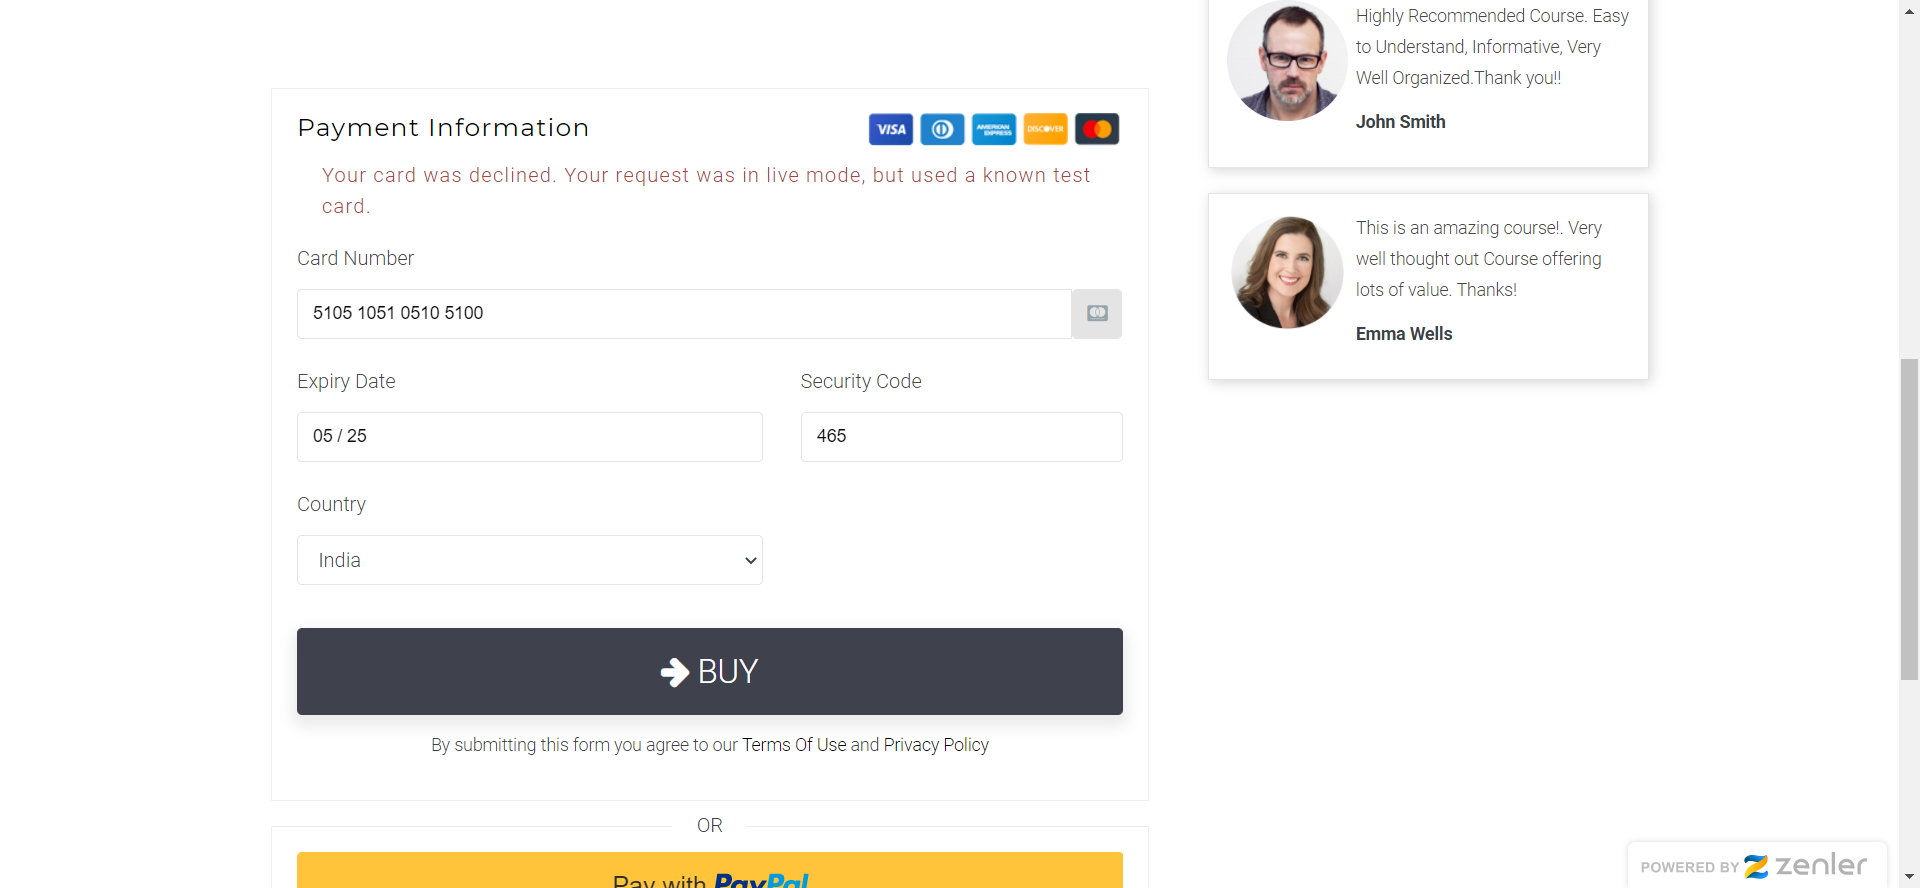 Highly Recommended Course. Easy
to Understand, Informative, Very
Well Organized.Thank you!!
John Smith
Payment Information
VISA
AMERICAN
EXPRESS
DISCOVER
Your card was declined. Your request was in live mode, but used a known test
card.
This is an amazing course!. Very
well thought out Course offering
lots of value. Thanks!
Emma Wells
Card Number
5105 1051 0510 5100
Expiry Date
Security Code
05 / 25
465
Country
India
BUY
By submitting this form you agree to our Terms Of Use and Privacy Policy
OR
Pay with PayPal
POWERED BY zenler